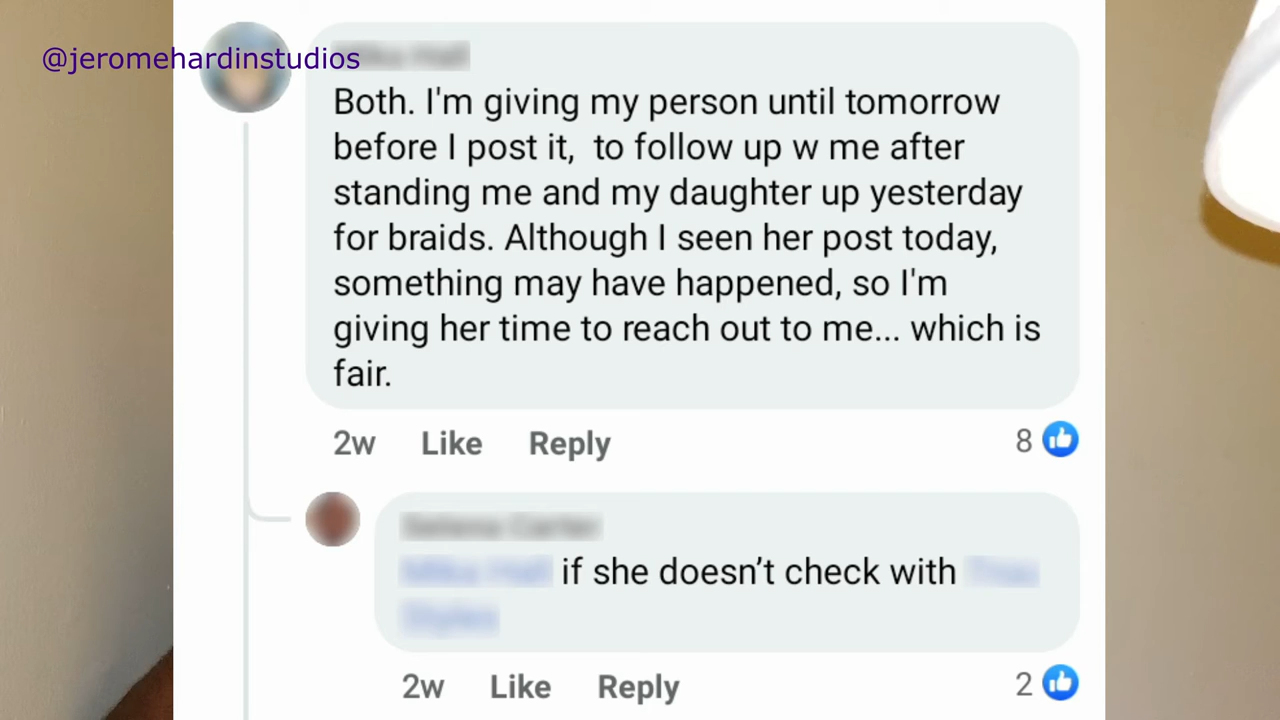 @jeromehardinstudios
Both. I'm giving my person until tomorrow
before I post it,  to follow up w me after
standing me and my daughter up yesterday
for braids. Although I seen her post today,
something may have happened, so I'm
giving her time to reach out to me... which is
fair.
2w Like Reply 8
if she doesn’t check with
2w Like Reply 2